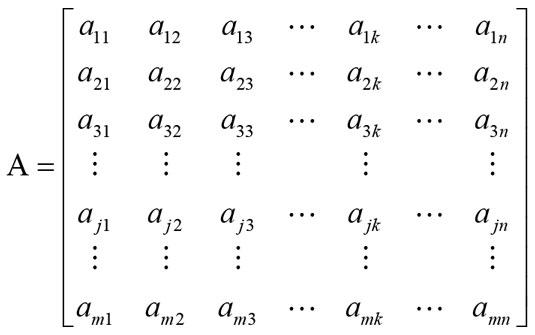 a₁₁ a₁₂ a₁₃ ⋯ a₁ₖ ⋯ a₁ₙ
a₂₁ a₂₂ a₂₃ ⋯ a₂ₖ ⋯ a₂ₙ
a₃₁ a₃₂ a₃₃ ⋯ a₃ₖ ⋯ a₃ₙ
A = ⋮ ⋮ ⋮ ⋮ ⋮
aⱼ₁ aⱼ₂ aⱼ₃ ⋯ aⱼₖ ⋯ aⱼₙ
⋮ ⋮ ⋮ ⋮ ⋮
aₘ₁ aₘ₂ aₘ₃ ⋯ aₘₖ ⋯ aₘₙ